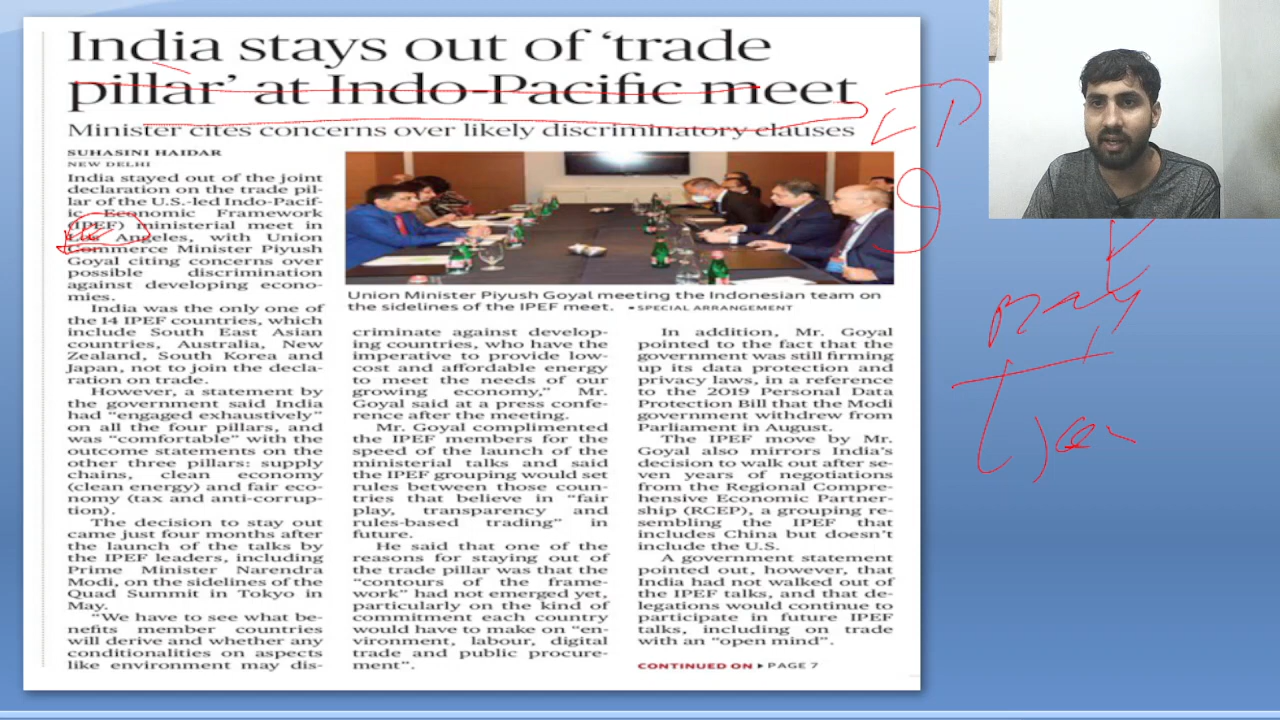 India stays out of ‘trade
pillar’ at Indo-Pacific meet
Minister cites concerns over likely discriminatory clauses
SUHASINI HAIDAR
NEW DELHI
India stayed out of the joint
declaration on the trade pil-
lar of the U.S.-led Indo-Pacif-
ic Economic Framework
(IPEF) ministerial meet in
Los Angeles, with Union
Commerce Minister Piyush
Goyal citing concerns over
possible discrimination
against developing econo-
mies.
India was the only one of
the 14 IPEF countries, which
include South East Asian
countries, Australia, New
Zealand, South Korea and
Japan, not to join the decla-
ration on trade.
However, a statement by
the government said India
had “engaged exhaustively”
on all the four pillars, and
was “comfortable” with the
outcome statements on the
other three pillars: supply
chains, clean economy
(clean energy) and fair eco-
nomy (tax and anti-corrup-
tion).
The decision to stay out
came just four months after
the launch of the talks by
the IPEF leaders, including
Prime Minister Narendra
Modi, on the sidelines of the
Quad Summit in Tokyo in
May.
“We have to see what be-
nefits member countries
will derive and whether any
conditionalities on aspects
like environment may dis-
Union Minister Piyush Goyal meeting the Indonesian team on
the sidelines of the IPEF meet. • SPECIAL ARRANGEMENT
criminate against develop-
ing countries, who have the
imperative to provide low-
cost and affordable energy
to meet the needs of our
growing economy,” Mr.
Goyal said at a press confe-
rence after the meeting.
Mr. Goyal complimented
the IPEF members for the
speed of the launch of the
ministerial talks and said
the IPEF grouping would set
rules between those coun-
tries that believe in “fair
play, transparency and
rules-based trading” in
future.
He said that one of the
reasons for staying out of
the trade pillar was that the
“contours of the frame-
work” had not emerged yet,
particularly on the kind of
commitment each country
would have to make on “en-
vironment, labour, digital
trade and public procure-
ment”.
In addition, Mr. Goyal
pointed to the fact that the
government was still firming
up its data protection and
privacy laws, in a reference
to the 2019 Personal Data
Protection Bill that the Modi
government withdrew from
Parliament in August.
The IPEF move by Mr.
Goyal also mirrors India’s
decision to walk out after se-
ven years of negotiations
from the Regional Compre-
hensive Economic Partner-
ship (RCEP), a grouping re-
sembling the IPEF that
includes China but doesn’t
include the U.S.
A government statement
pointed out, however, that
India had not walked out of
the IPEF talks, and that de-
legations would continue to
participate in future IPEF
talks, including on trade
with an “open mind”.
CONTINUED ON ▸ PAGE 7